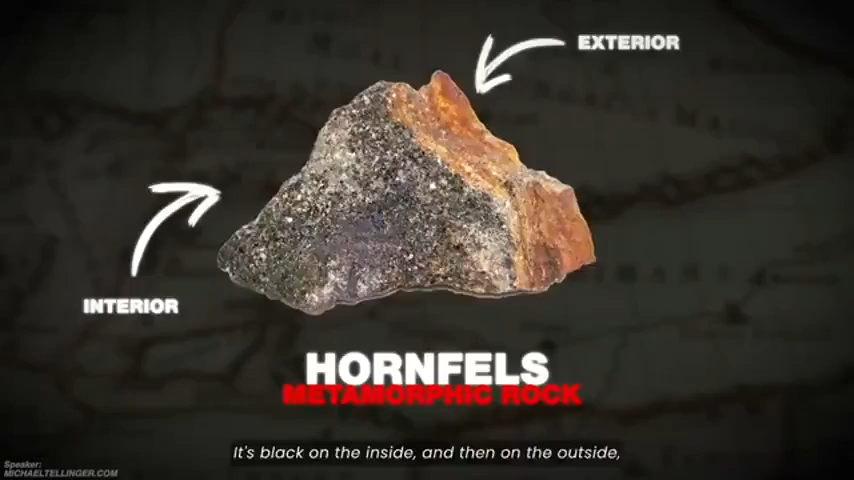 EXTERIOR
INTERIOR
HORNFELS
METAMORPHIC ROCK
It's black on the inside, and then on the outside,
Speaker:
MICHAELTELLINGER.COM